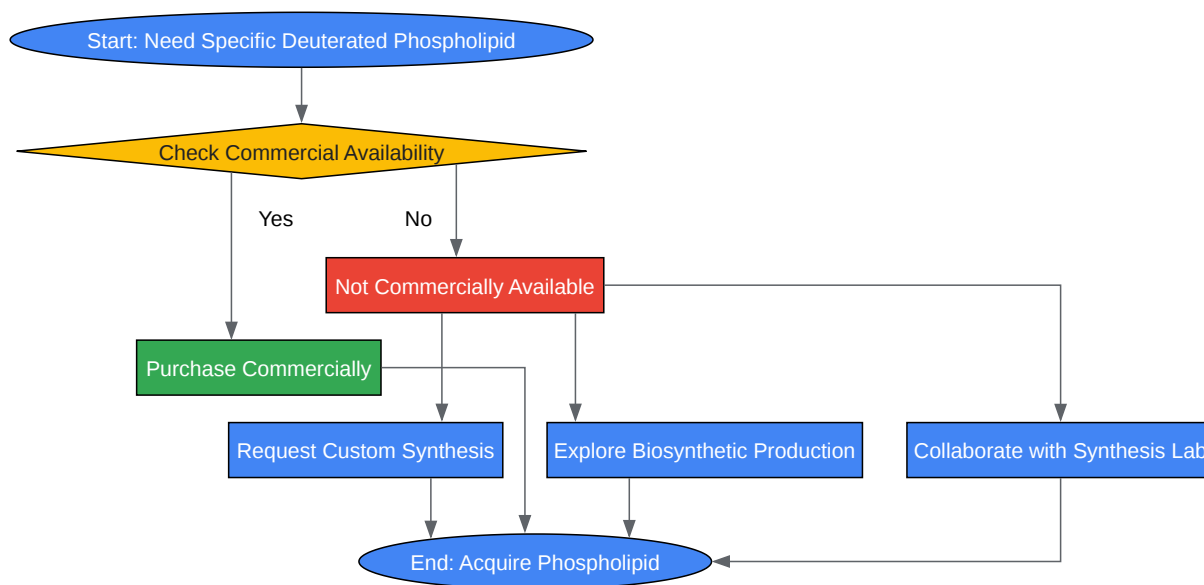 Start: Need Specific Deuterated Phospholipid
Check Commercial Availability
Yes
No
Not Commercially Available
Purchase Commercially
Request Custom Synthesis
Explore Biosynthetic Production
Collaborate with Synthesis Lab
End: Acquire Phospholipid